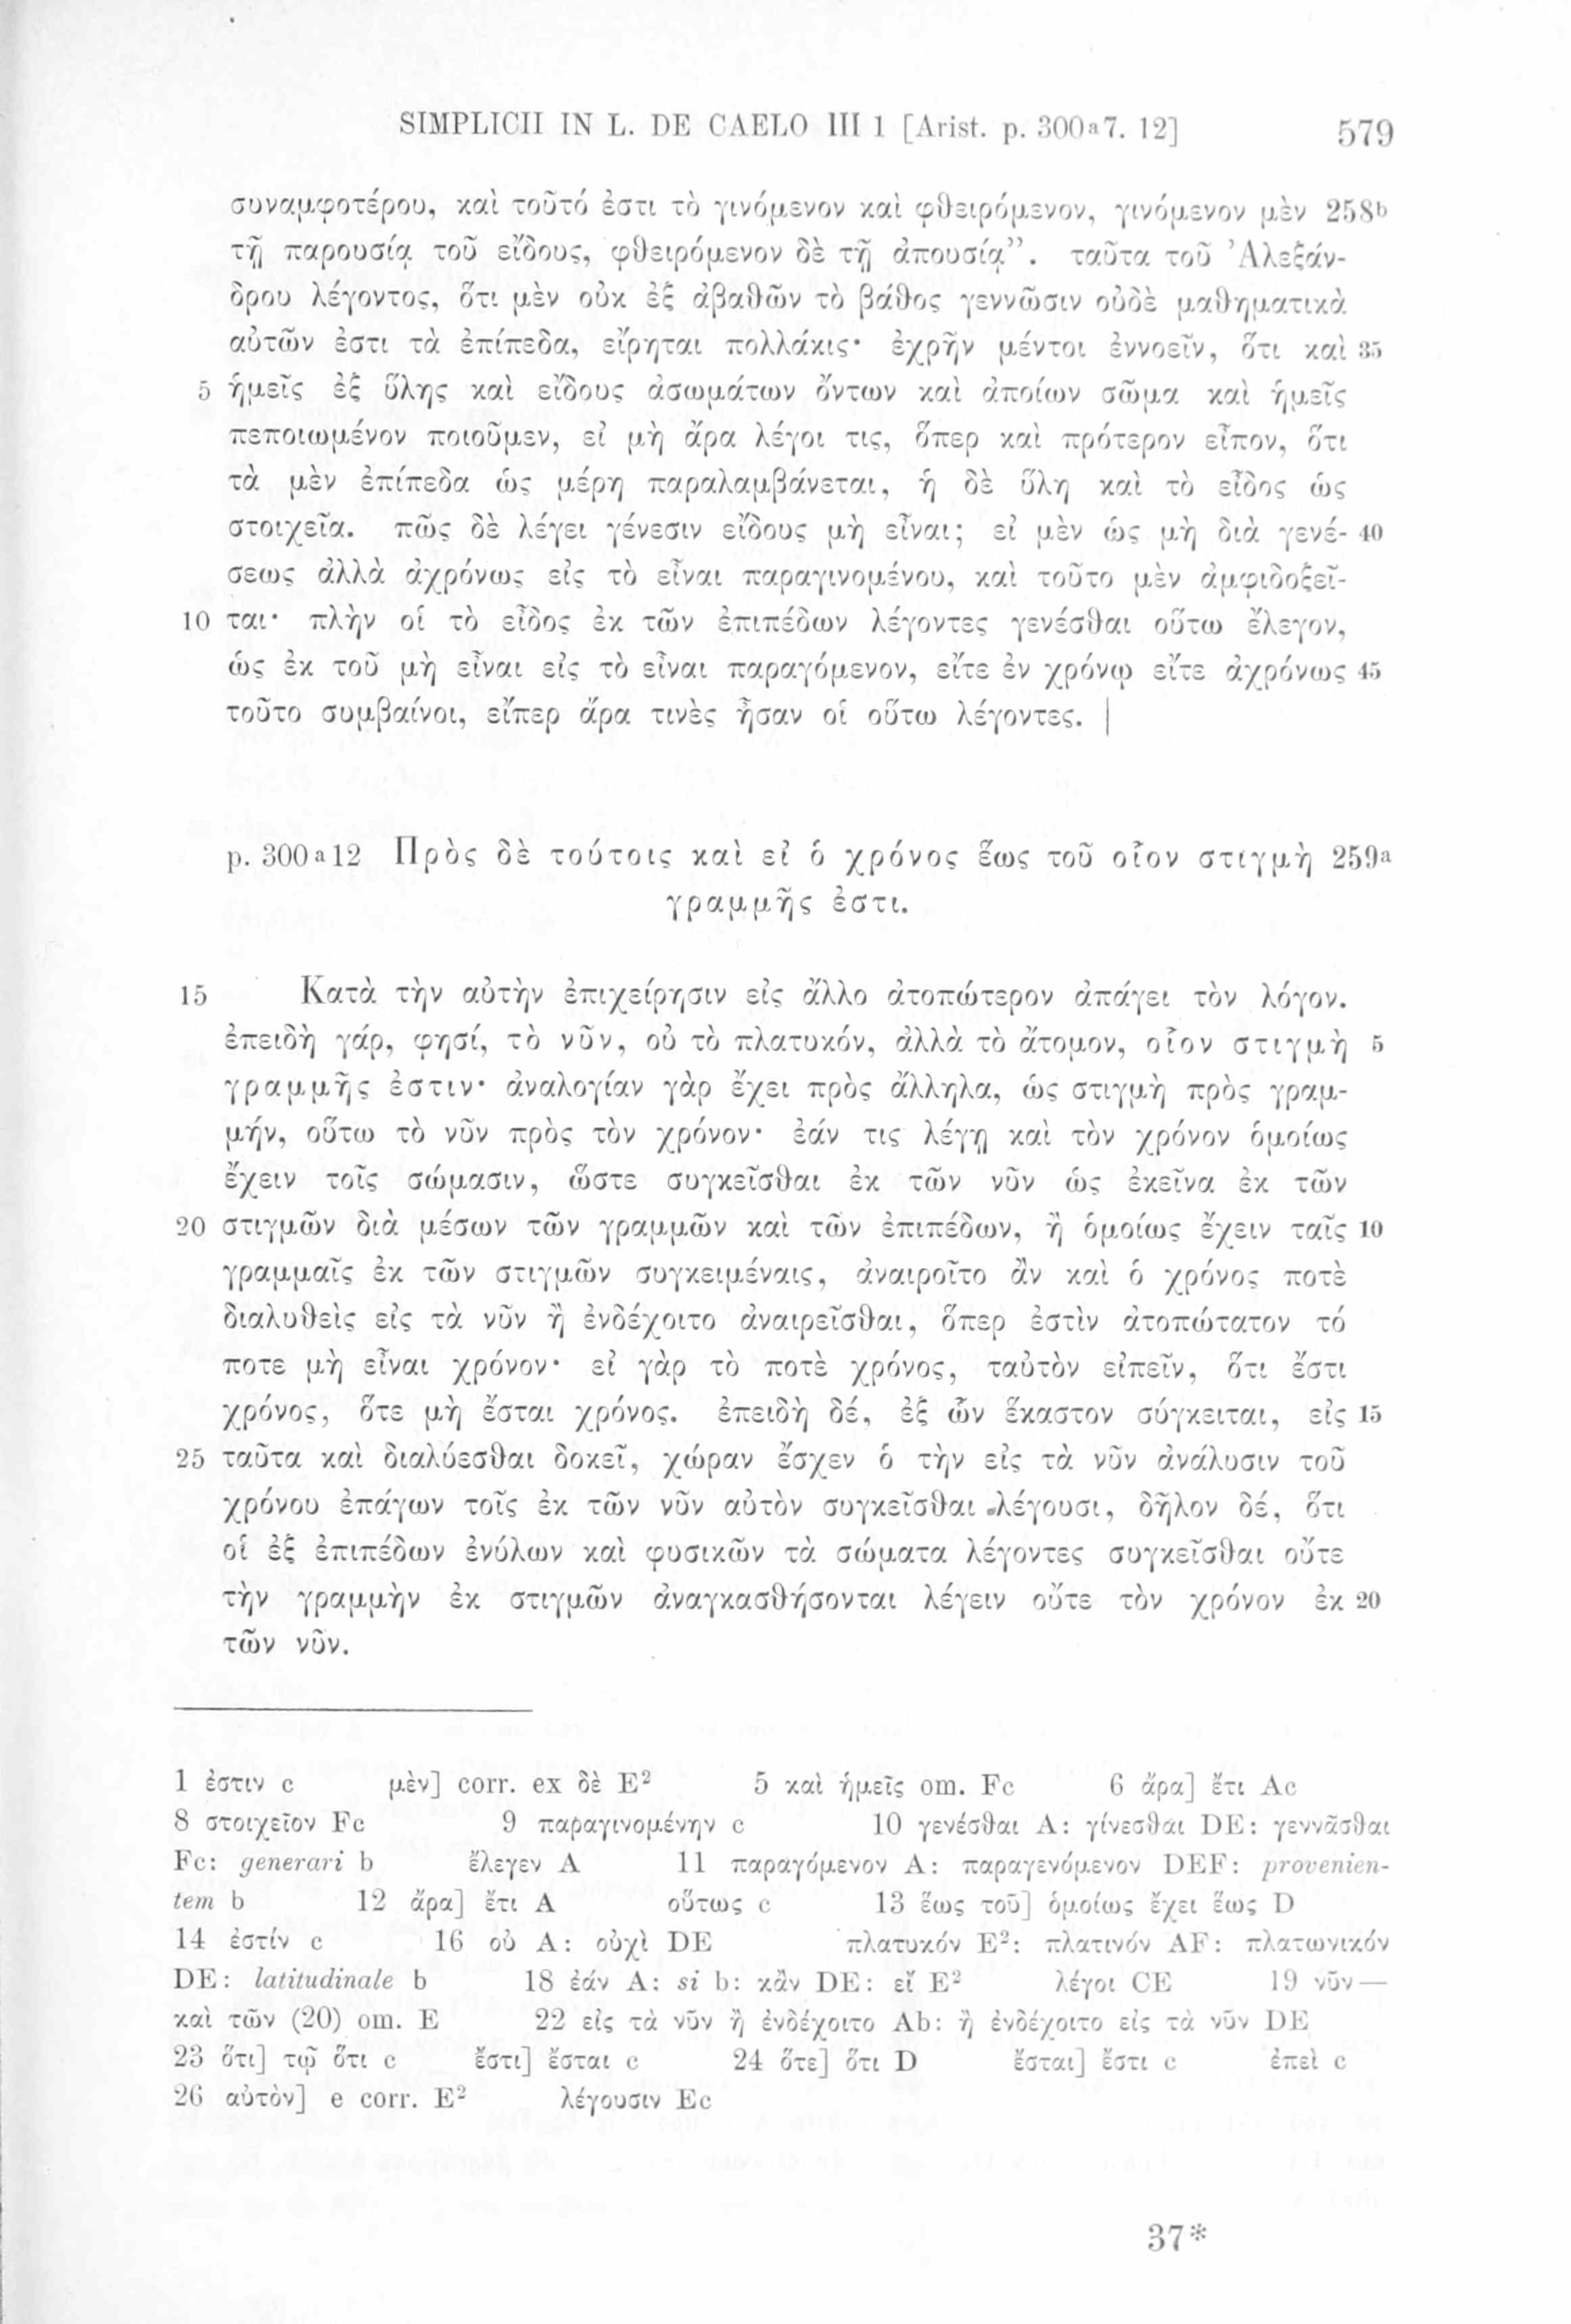 SIMPLICII IN L. DE CAELO III 1 [Arist. p. 300ᵃ7. 12] 579
συναμφοτέρου, καὶ τοῦτό ἐστι τὸ γινόμενον καὶ φθειρόμενον, γινόμενον μὲν 258ᵇ
τῇ παρουσίᾳ τοῦ εἴδους, φθειρόμενον δὲ τῇ ἀπουσίᾳ”. ταῦτα τοῦ Ἀλεξάν-
δρου λέγοντος, ὅτι μὲν οὐκ ἐξ ἀβαθῶν τὸ βάθος γεννῶσιν οὐδὲ μαθηματικὰ
αὐτῶν ἐστι τὰ ἐπίπεδα, εἴρηται πολλάκις· ἐχρῆν μέντοι ἐννοεῖν, ὅτι καὶ 35
5 ἡμεῖς ἐξ ὕλης καὶ εἴδους ἀσωμάτων ὄντων καὶ ἀποίων σῶμα καὶ ἡμεῖς
πεποιωμένον ποιοῦμεν, εἰ μὴ ἄρα λέγοι τις, ὅπερ καὶ πρότερον εἶπον, ὅτι
τὰ μὲν ἐπίπεδα ὡς μέρη παραλαμβάνεται, ἡ δὲ ὕλη καὶ τὸ εἶδος ὡς
στοιχεῖα. πῶς δὲ λέγει γένεσιν εἴδους μὴ εἶναι; εἰ μὲν ὡς μὴ διὰ γενέ- 40
σεως ἀλλὰ ἀχρόνως εἰς τὸ εἶναι παραγινομένου, καὶ τοῦτο μὲν ἀμφιδοξεῖ-
10 ται· πλὴν οἱ τὸ εἶδος ἐκ τῶν ἐπιπέδων λέγοντες γενέσθαι οὕτω ἔλεγον,
ὡς ἐκ τοῦ μὴ εἶναι εἰς τὸ εἶναι παραγόμενον, εἴτε ἐν χρόνῳ εἴτε ἀχρόνως 45
τοῦτο συμβαίνοι, εἴπερ ἄρα τινὲς ἦσαν οἱ οὕτω λέγοντες. |
p. 300ᵃ12 Πρὸς δὲ τούτοις καὶ εἰ ὁ χρόνος ἕως τοῦ οἷον στιγμὴ 259ᵃ
γραμμῆς ἐστι.
15 Κατὰ τὴν αὐτὴν ἐπιχείρησιν εἰς ἄλλο ἀτοπώτερον ἀπάγει τὸν λόγον.
ἐπειδὴ γάρ, φησί, τὸ νῦν, οὐ τὸ πλατυκόν, ἀλλὰ τὸ ἄτομον, οἷον στιγμὴ 5
γραμμῆς ἐστιν· ἀναλογίαν γὰρ ἔχει πρὸς ἄλληλα, ὡς στιγμὴ πρὸς γραμ-
μήν, οὕτω τὸ νῦν πρὸς τὸν χρόνον· ἐάν τις λέγῃ καὶ τὸν χρόνον ὁμοίως
ἔχειν τοῖς σώμασιν, ὥστε συγκεῖσθαι ἐκ τῶν νῦν ὡς ἐκεῖνα ἐκ τῶν
20 στιγμῶν διὰ μέσων τῶν γραμμῶν καὶ τῶν ἐπιπέδων, ἢ ὁμοίως ἔχειν ταῖς 10
γραμμαῖς ἐκ τῶν στιγμῶν συγκειμέναις, ἀναιροῖτο ἂν καὶ ὁ χρόνος ποτὲ
διαλυθεὶς εἰς τὰ νῦν ἢ ἐνδέχοιτο ἀναιρεῖσθαι, ὅπερ ἐστὶν ἀτοπώτατον τό
ποτε μὴ εἶναι χρόνον· εἰ γὰρ τὸ ποτὲ χρόνος, ταὐτὸν εἰπεῖν, ὅτι ἔστι
χρόνος, ὅτε μὴ ἔσται χρόνος. ἐπειδὴ δέ, ἐξ ὧν ἕκαστον σύγκειται, εἰς 15
25 ταῦτα καὶ διαλύεσθαι δοκεῖ, χώραν ἔσχεν ὁ τὴν εἰς τὰ νῦν ἀνάλυσιν τοῦ
χρόνου ἐπάγων τοῖς ἐκ τῶν νῦν αὐτὸν συγκεῖσθαι λέγουσι, δῆλον δέ, ὅτι
οἱ ἐξ ἐπιπέδων ἐνύλων καὶ φυσικῶν τὰ σώματα λέγοντες συγκεῖσθαι οὔτε
τὴν γραμμὴν ἐκ στιγμῶν ἀναγκασθήσονται λέγειν οὔτε τὸν χρόνον ἐκ 20
τῶν νῦν.
1 ἐστιν c μὲν] corr. ex δὲ E² 5 καὶ ἡμεῖς om. Fc 6 ἄρα] ἔτι Ac
8 στοιχεῖον Fc 9 παραγινομένην c 10 γενέσθαι A: γίνεσθαι DE: γεννᾶσθαι
Fc: generari b ἔλεγεν A 11 παραγόμενον A: παραγενόμενον DEF: provenien-
tem b 12 ἄρα] ἔτι A οὕτως c 13 ἕως τοῦ] ὁμοίως ἔχει ἕως D
14 ἐστίν c 16 οὐ A: οὐχὶ DE πλατυκόν E²: πλατινόν AF: πλατωνικόν
DE: latitudinale b 18 ἐάν A: si b: κἂν DE: εἴ E² λέγοι CE 19 νῦν—
καὶ τῶν (20) om. E 22 εἰς τὰ νῦν ἢ ἐνδέχοιτο Ab: ἢ ἐνδέχοιτο εἰς τὰ νῦν DE
23 ὅτι] τῷ ὅτι c ἔστι] ἔσται c 24 ὅτε] ὅτι D ἔσται] ἔστι c ἐπεὶ c
26 αὐτὸν] e corr. E² λέγουσιν Ec
37*